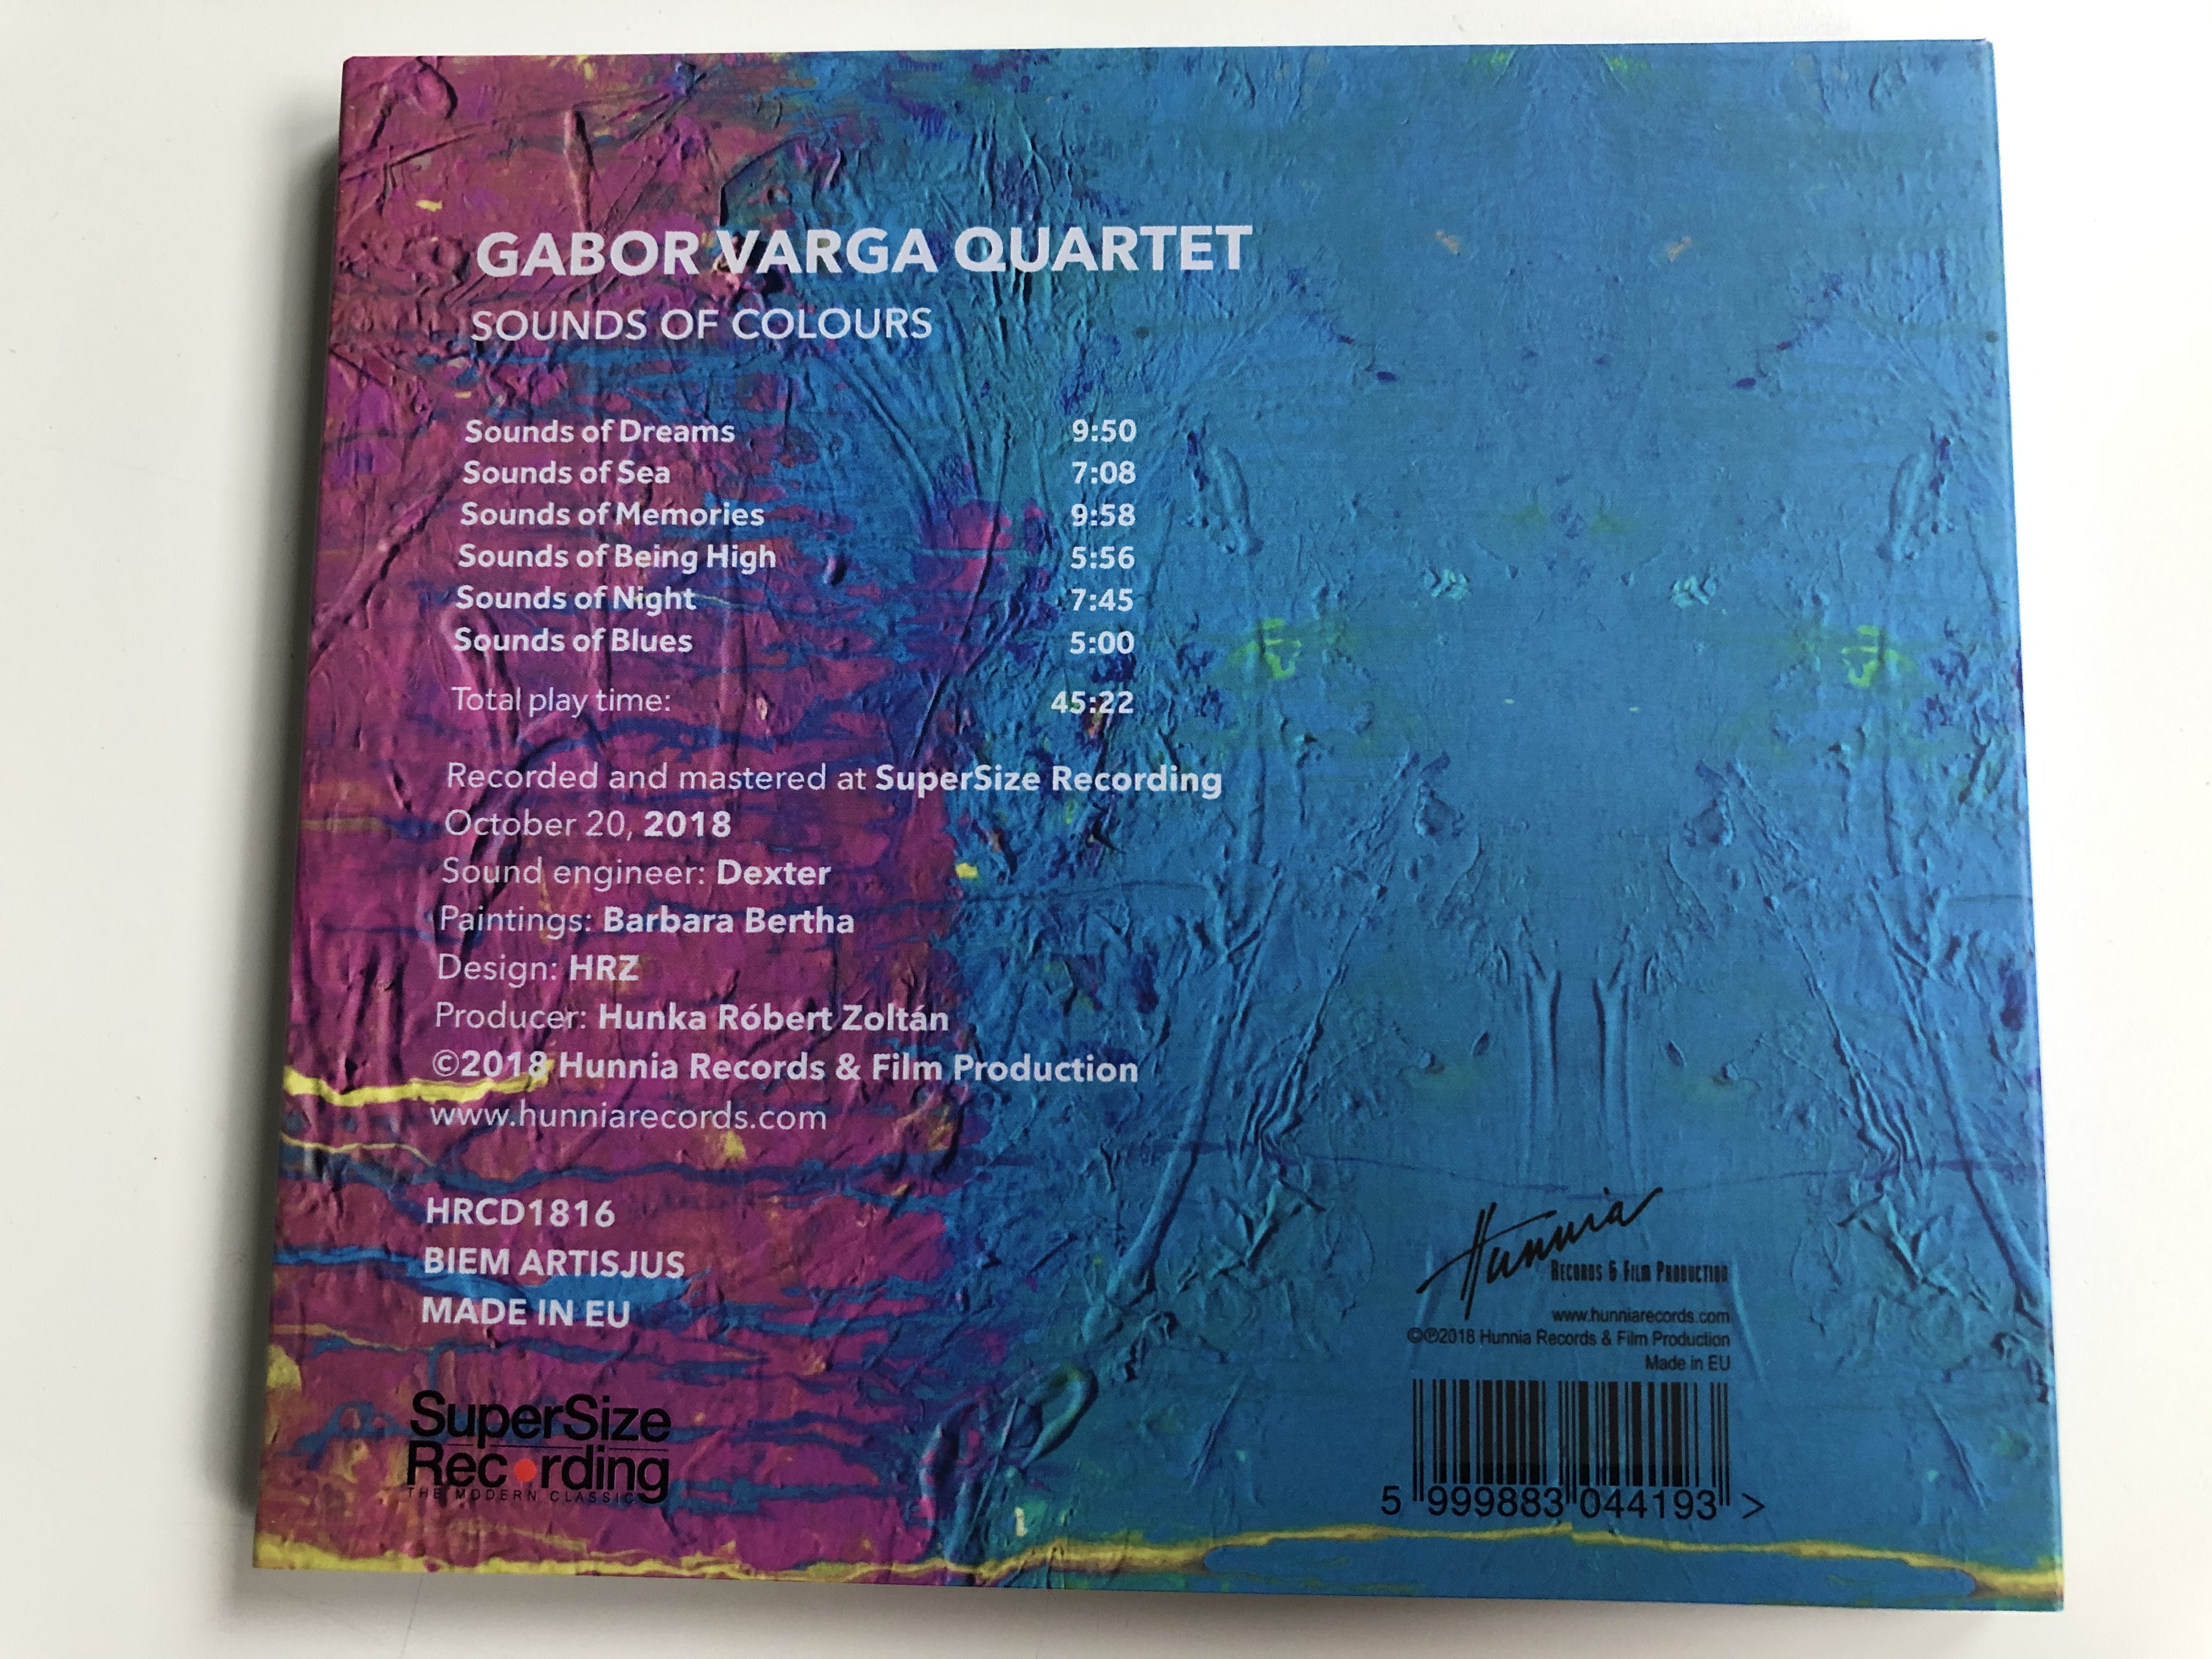 GABOR VARGA QUARTET
SOUNDS OF COLOURS
Sounds of Dreams 9:50
Sounds of Sea 7:08
Sounds of Memories 9:58
Sounds of Being High 5:56
Sounds of Night 7:45
Sounds of Blues 5:00
Total play time: 45:22
Recorded and mastered at SuperSize Recording
October 20, 2018
Sound engineer: Dexter
Paintings: Barbara Bertha
Design: HRZ
Producer: Hunka Róbert Zoltán
©2018 Hunnia Records & Film Production
www.hunniarecords.com
HRCD1816
BIEM ARTISJUS
MADE IN EU
SuperSize
Recording
THE MODERN CLASSICS
Hunnia
RECORDS & FILM PRODUCTION
www.hunniarecords.com
©℗2018 Hunnia Records & Film Production
Made in EU
5 999883 044193 >